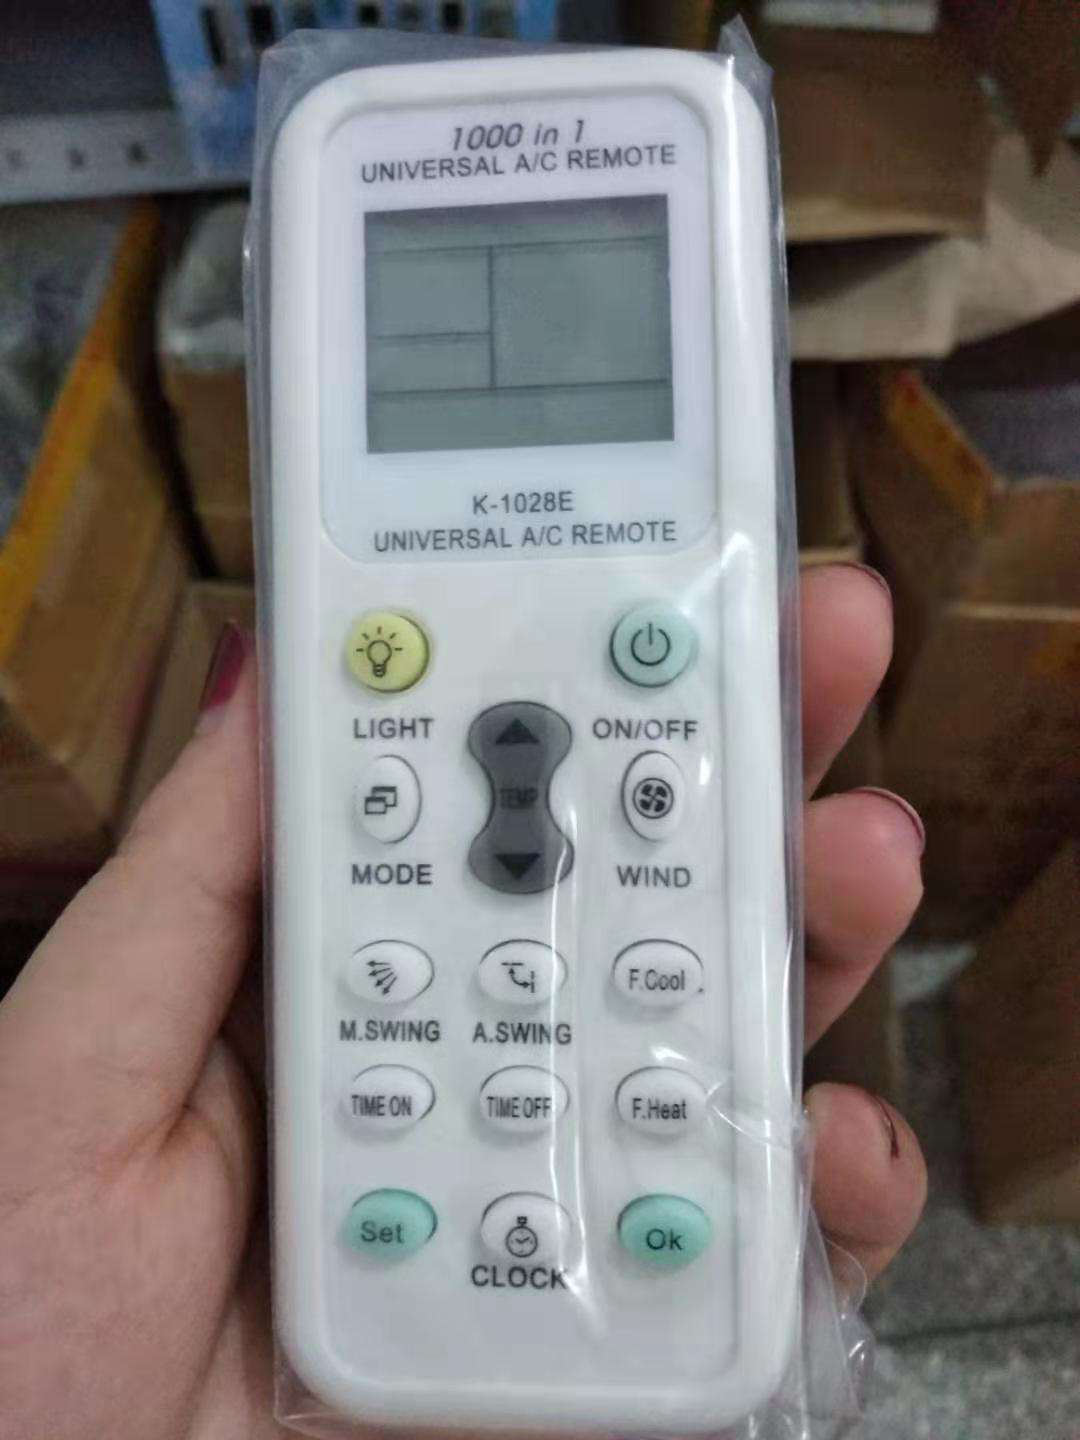 1000 in 1
UNIVERSAL A/C REMOTE
K-1028E
UNIVERSAL A/C REMOTE
LIGHT
ON/OFF
TEMP
MODE
WIND
F.Cool
M.SWING
A.SWING
TIME ON
TIME OFF
F.Heat
Set
Ok
CLOCK